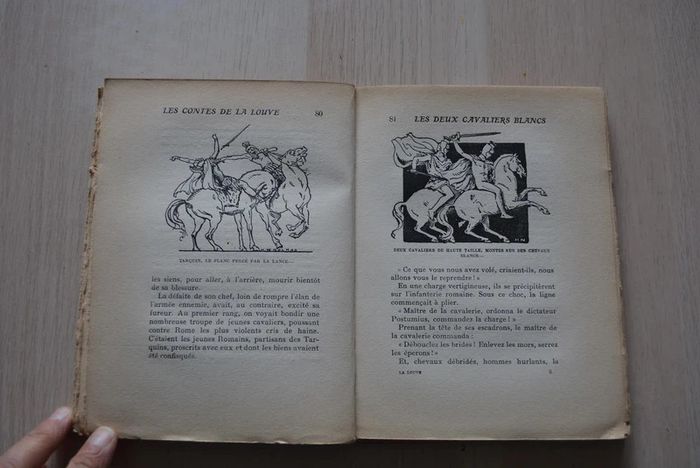 LES CONTES DE LA LOUVE 80
TARQUIN, LE FLANC PERCÉ PAR LA LANCE.—
les siens, pour aller, à l'arrière, mourir bientôt
de sa blessure.
La défaite de son chef, loin de rompre l'élan de
l'armée ennemie, avait, au contraire, excité sa
fureur. Au premier rang, on voyait bondir une
nombreuse troupe de jeunes cavaliers, poussant
contre Rome les plus violents cris de haine.
C'étaient les jeunes Romains, partisans des Tar-
quins, proscrits avec eux et dont les biens avaient
été confisqués.
81 LES DEUX CAVALIERS BLANCS
DEUX CAVALIERS DE HAUTE TAILLE, MONTÉS SUR DES CHEVAUX
BLANCS.—
« Ce que vous nous avez volé, criaient-ils, nous
allons vous le reprendre! »
En une charge vertigineuse, ils se précipitèrent
sur l'infanterie romaine. Sous ce choc, la ligne
commençait à plier.
« Maître de la cavalerie, ordonne le dictateur
Postumius, commandez la charge! »
Prenant la tête de ses escadrons, le maître de
la cavalerie commanda:
« Débouclez les brides! Enlevez les mors, serrez
les éperons! »
Et, chevaux débridés, hommes hurlants, la
LA LOUVE 6